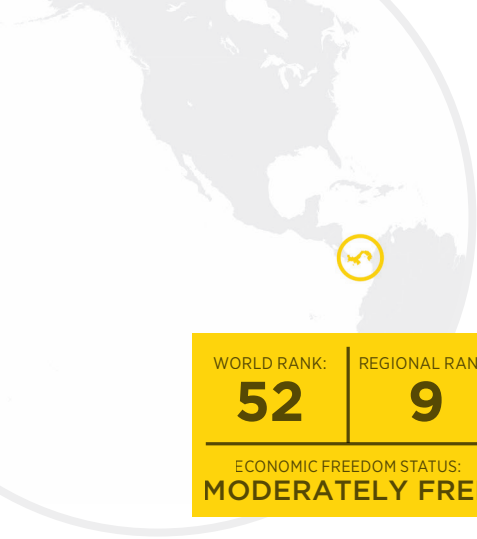 WORLD RANK:
52
REGIONAL RAN
9
ECONOMIC FREEDOM STATUS:
MODERATELY FRE